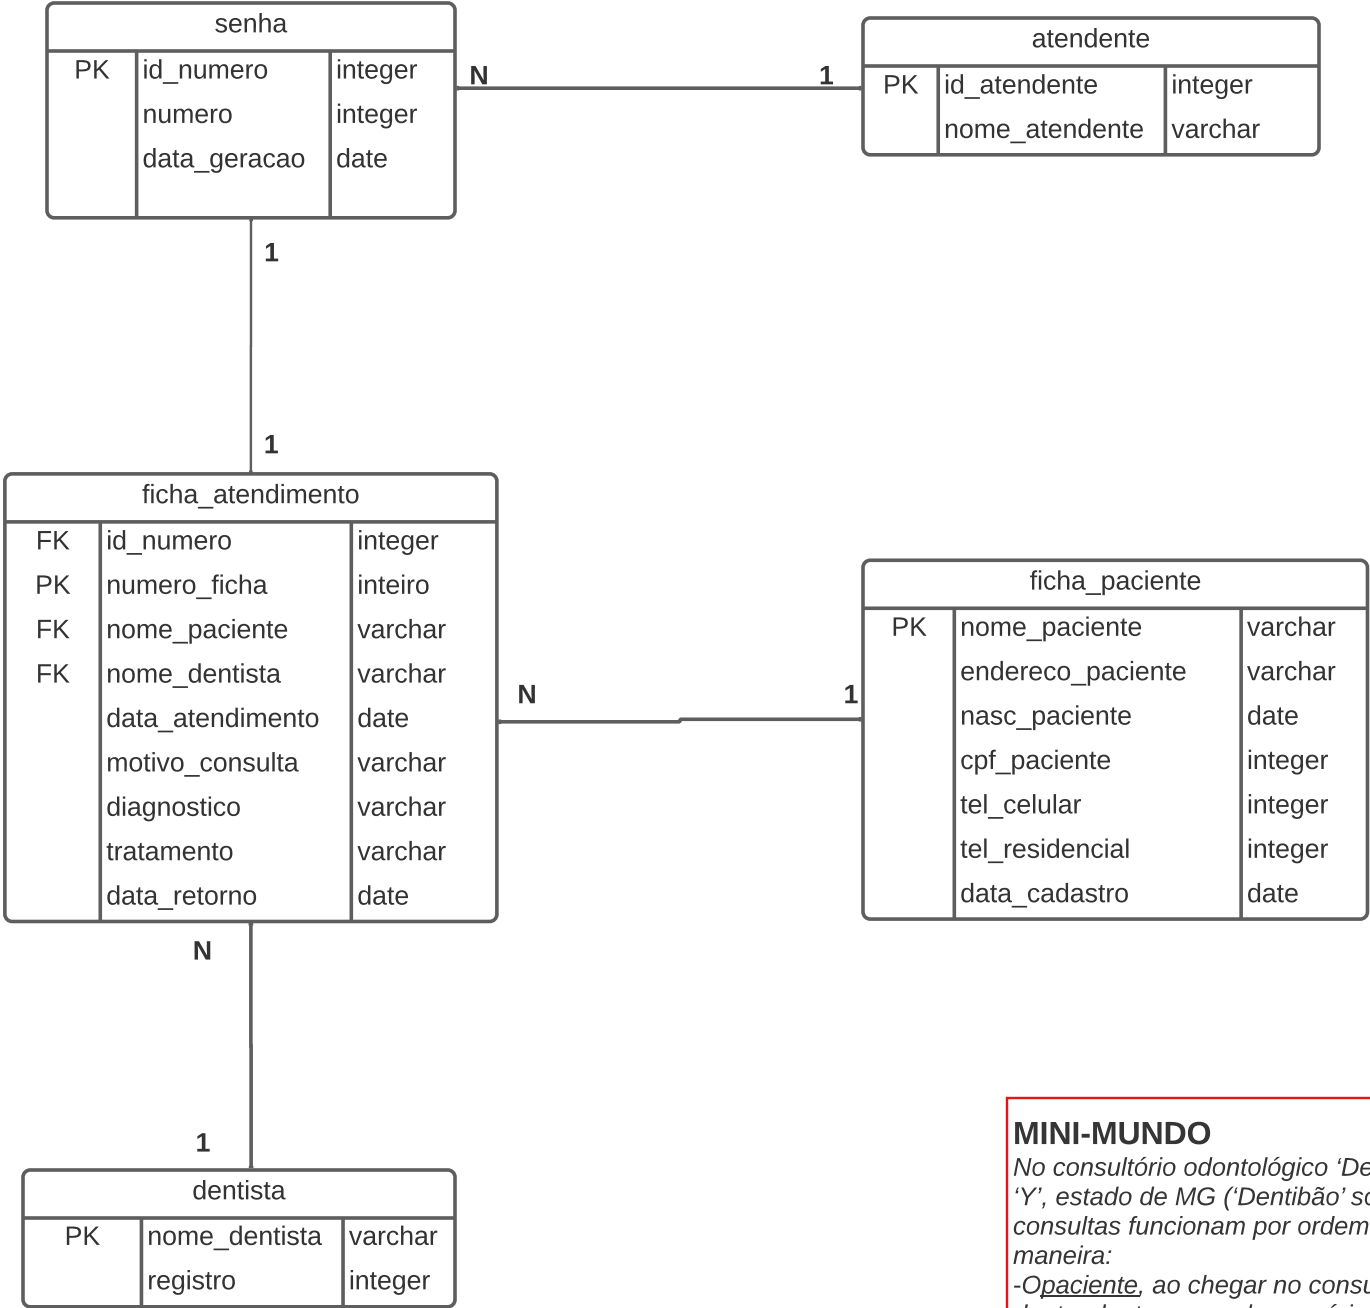 senha
PK id_numero integer
numero integer
data_geracao date
N 1
atendente
PK id_atendente integer
nome_atendente varchar
1
1
ficha_atendimento
FK id_numero integer
PK numero_ficha inteiro
FK nome_paciente varchar
FK nome_dentista varchar
data_atendimento date
motivo_consulta varchar
diagnostico varchar
tratamento varchar
data_retorno date
N 1
ficha_paciente
PK nome_paciente varchar
endereco_paciente varchar
nasc_paciente date
cpf_paciente integer
tel_celular integer
tel_residencial integer
data_cadastro date
N
1
dentista
PK nome_dentista varchar
registro integer
MINI-MUNDO
No consultório odontológico ‘De
‘Y’, estado de MG (‘Dentibão’ so
consultas funcionam por ordem
maneira:
-Opaciente, ao chegar no consu